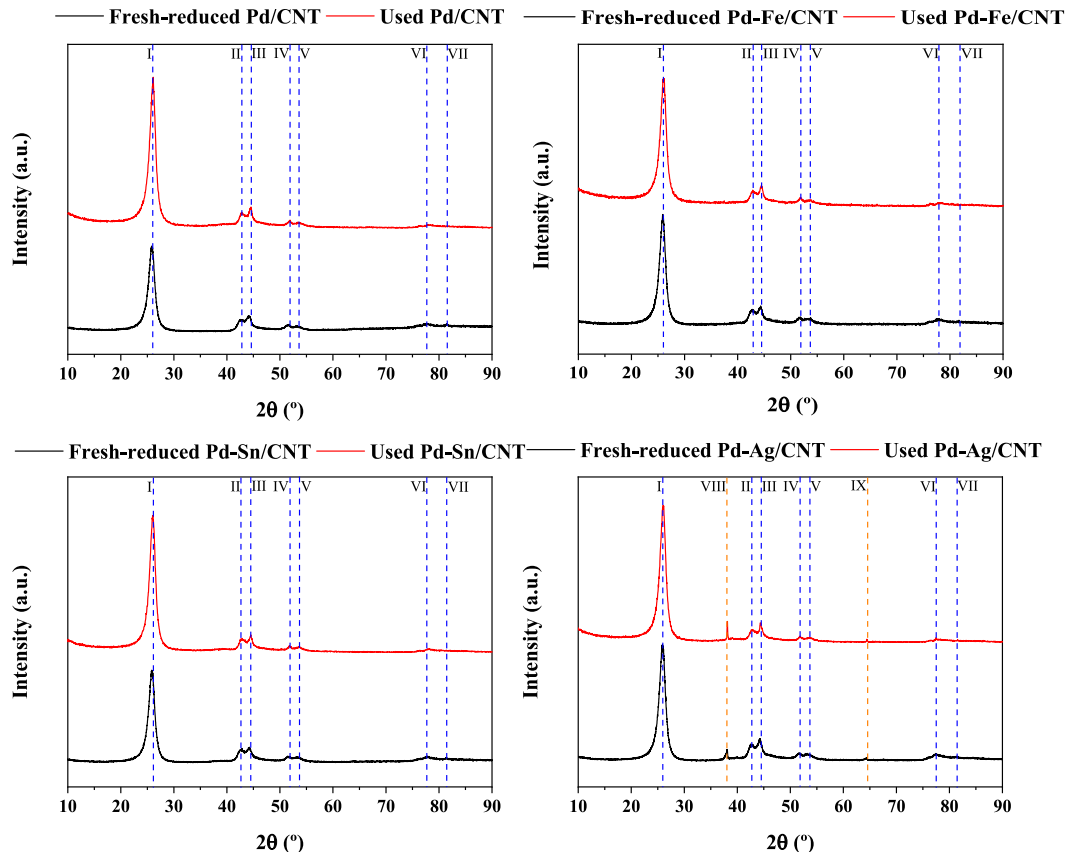 Fresh-reduced Pd/CNT Used Pd/CNT
I II III IV V VI VII
Intensity (a.u.)
10 20 30 40 50 60 70 80 90
2θ (º)
Fresh-reduced Pd-Fe/CNT Used Pd-Fe/CNT
I II III IV V VI VII
Intensity (a.u.)
10 20 30 40 50 60 70 80 90
2θ (º)
Fresh-reduced Pd-Sn/CNT Used Pd-Sn/CNT
I II III IV V VI VII
Intensity (a.u.)
10 20 30 40 50 60 70 80 90
2θ (º)
Fresh-reduced Pd-Ag/CNT Used Pd-Ag/CNT
I VIII II III IV V IX VI VII
Intensity (a.u.)
10 20 30 40 50 60 70 80 90
2θ (º)